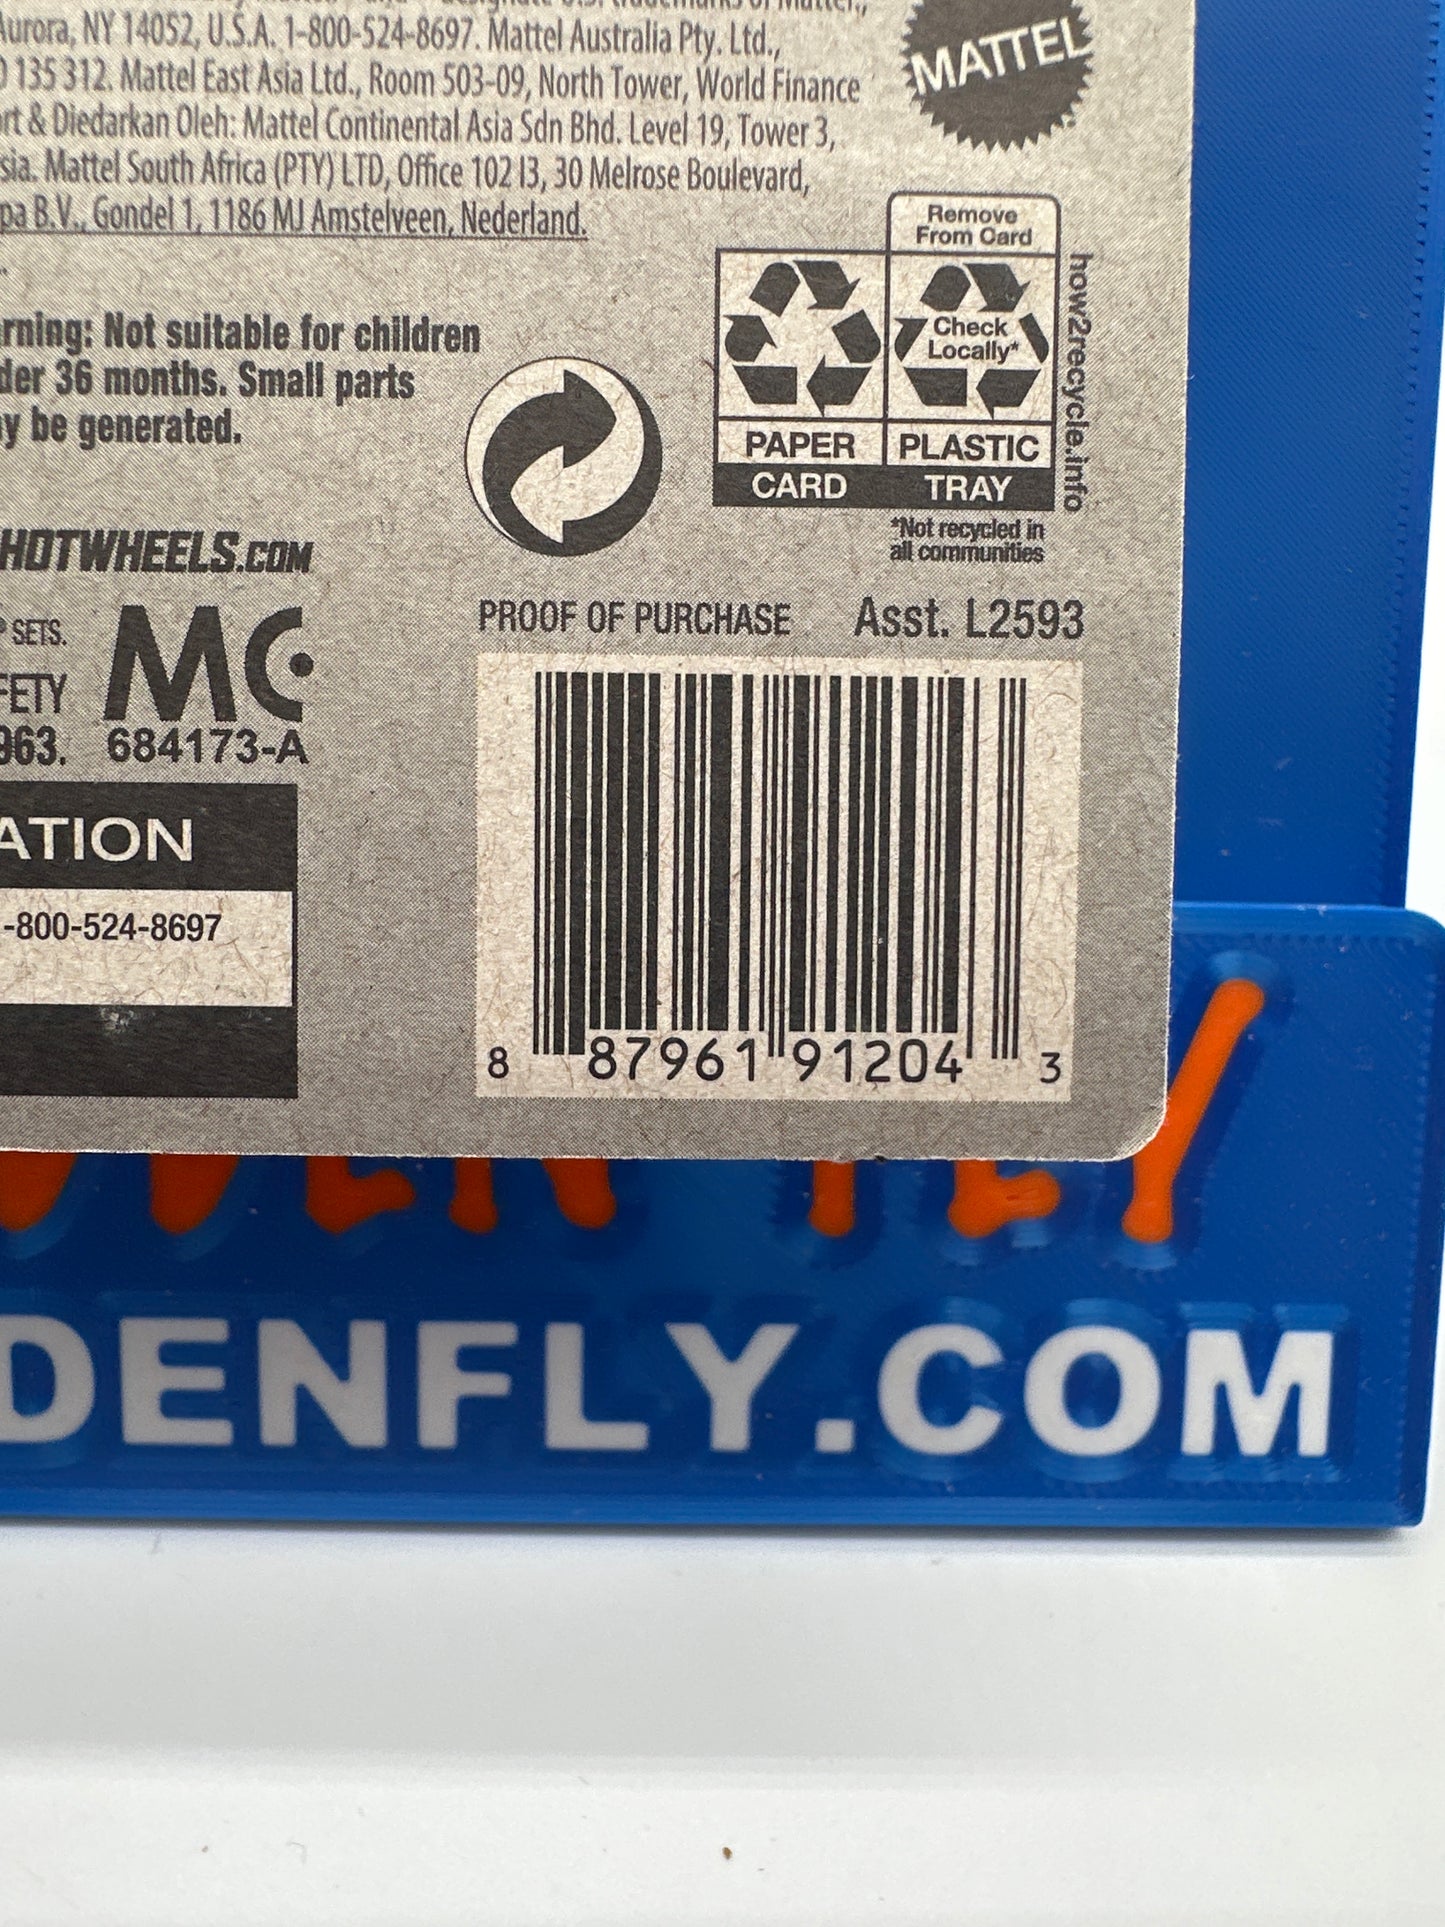 U.S. trademarks of Mattel,
Aurora, NY 14052, U.S.A. 1-800-524-8697. Mattel Australia Pty. Ltd.,
135 312. Mattel East Asia Ltd., Room 503-09, North Tower, World Finance
rt & Diedarkan Oleh: Mattel Continental Asia Sdn Bhd. Level 19, Tower 3,
sia. Mattel South Africa (PTY) LTD, Office 102 I3, 30 Melrose Boulevard,
pa B.V., Gondel 1, 1186 MJ Amstelveen, Nederland.
MATTEL
Remove
From Card
Check
Locally*
how2recycle.info
PAPER PLASTIC
CARD TRAY
*Not recycled in
all communities
rning: Not suitable for children
der 36 months. Small parts
y be generated.
HOTWHEELS.COM
SETS.
FETY
963.
MC
684173-A
ATION
-800-524-8697
PROOF OF PURCHASE Asst. L2593
8 87961 91204 3
DENFLY.COM